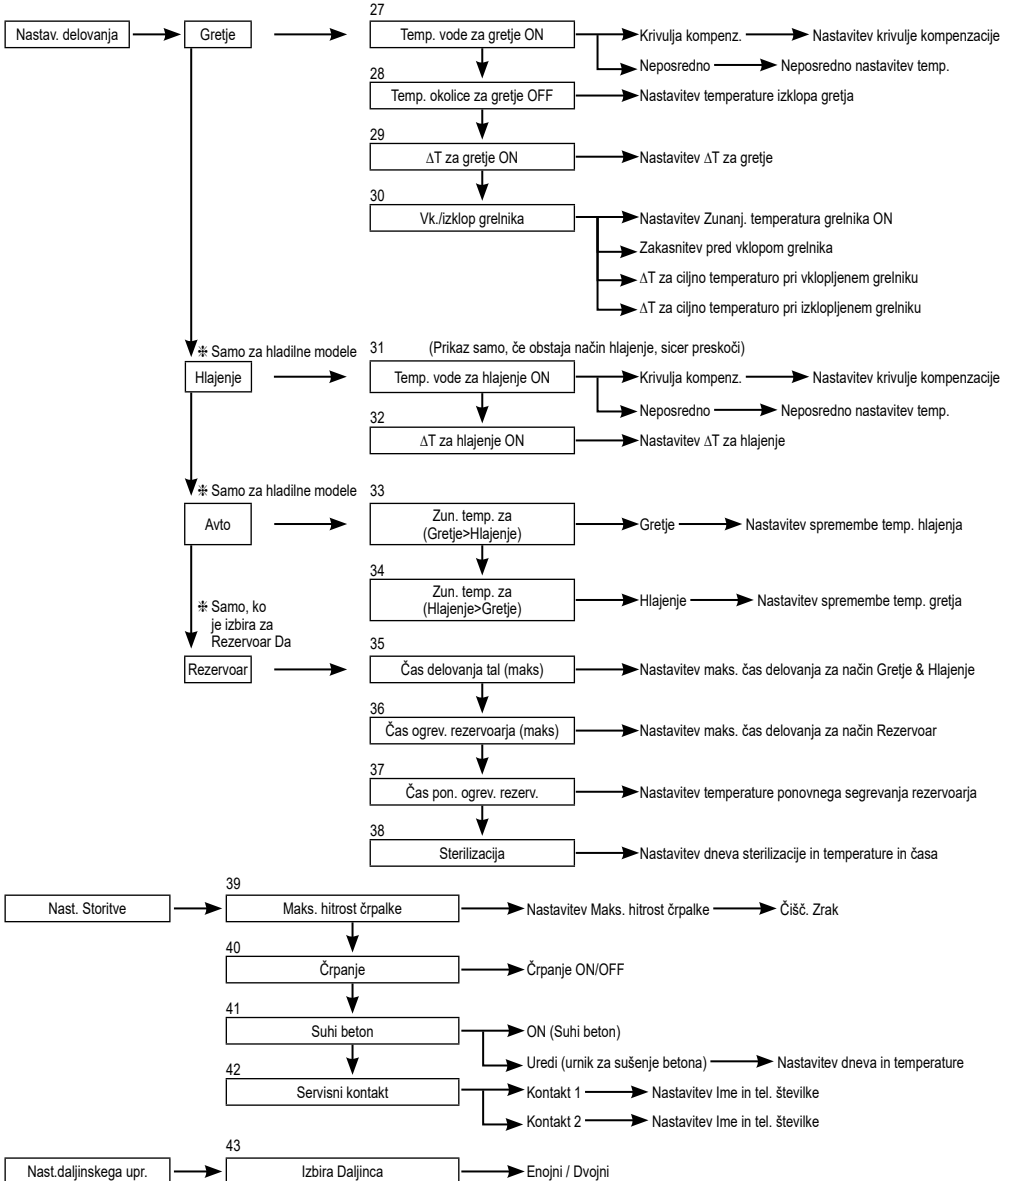 27
Nastav. delovanja
Gretje
Temp. vode za gretje ON
Krivulja kompenz.
Nastavitev krivulje kompenzacije
Neposredno
Neposredno nastavitev temp.
28
Temp. okolice za gretje OFF
Nastavitev temperature izklopa gretja
29
∆T za gretje ON
Nastavitev ∆T za gretje
30
Vk./izklop grelnika
Nastavitev Zunanj. temperatura grelnika ON
Zakasnitev pred vklopom grelnika
∆T za ciljno temperaturo pri vklopljenem grelniku
∆T za ciljno temperaturo pri izklopljenem grelniku
⁜ Samo za hladilne modele
31
(Prikaz samo, če obstaja način hlajenje, sicer preskoči)
Hlajenje
Temp. vode za hlajenje ON
Krivulja kompenz.
Nastavitev krivulje kompenzacije
Neposredno
Neposredno nastavitev temp.
32
∆T za hlajenje ON
Nastavitev ∆T za hlajenje
⁜ Samo za hladilne modele
33
Avto
Zun. temp. za
(Gretje>Hlajenje)
Gretje
Nastavitev spremembe temp. hlajenja
34
Zun. temp. za
(Hlajenje>Gretje)
Hlajenje
Nastavitev spremembe temp. gretja
⁜ Samo, ko
je izbira za
Rezervoar Da
35
Rezervoar
Čas delovanja tal (maks)
Nastavitev maks. čas delovanja za način Gretje & Hlajenje
36
Čas ogrev. rezervoarja (maks)
Nastavitev maks. čas delovanja za način Rezervoar
37
Čas pon. ogrev. rezerv.
Nastavitev temperature ponovnega segrevanja rezervoarja
38
Sterilizacija
Nastavitev dneva sterilizacije in temperature in časa
39
Nast. Storitve
Maks. hitrost črpalke
Nastavitev Maks. hitrost črpalke
Čišč. Zrak
40
Črpanje
Črpanje ON/OFF
41
Suhi beton
ON (Suhi beton)
Uredi (urnik za sušenje betona)
Nastavitev dneva in temperature
42
Servisni kontakt
Kontakt 1
Nastavitev Ime in tel. številke
Kontakt 2
Nastavitev Ime in tel. številke
43
Nast.daljinskega upr.
Izbira Daljinca
Enojni / Dvojni